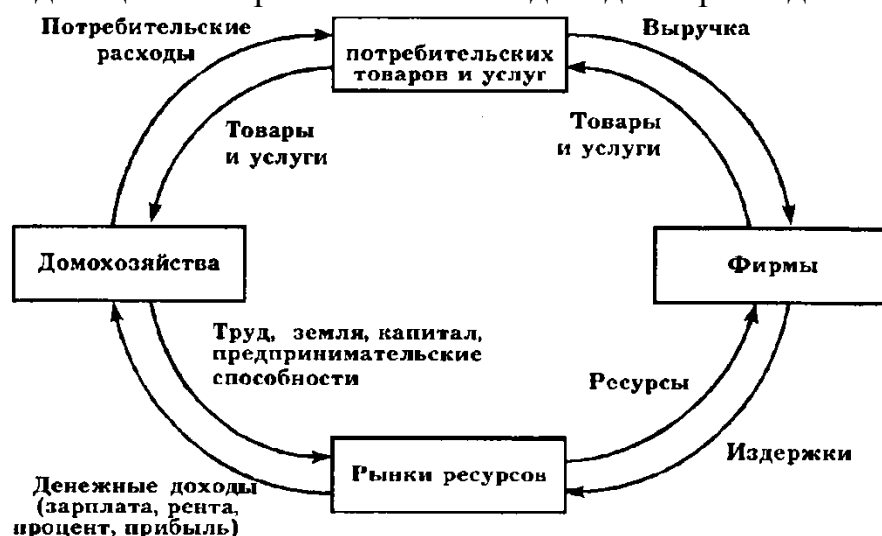 Потребительские
расходы
потребительских
товаров и услуг
Выручка
Товары
и услуги
Товары
и услуги
Домохозяйства
Фирмы
Труд, земля, капитал,
предпринимательские
способности
Ресурсы
Рынки ресурсов
Издержки
Денежные доходы
(зарплата, рента,
процент, прибыль)